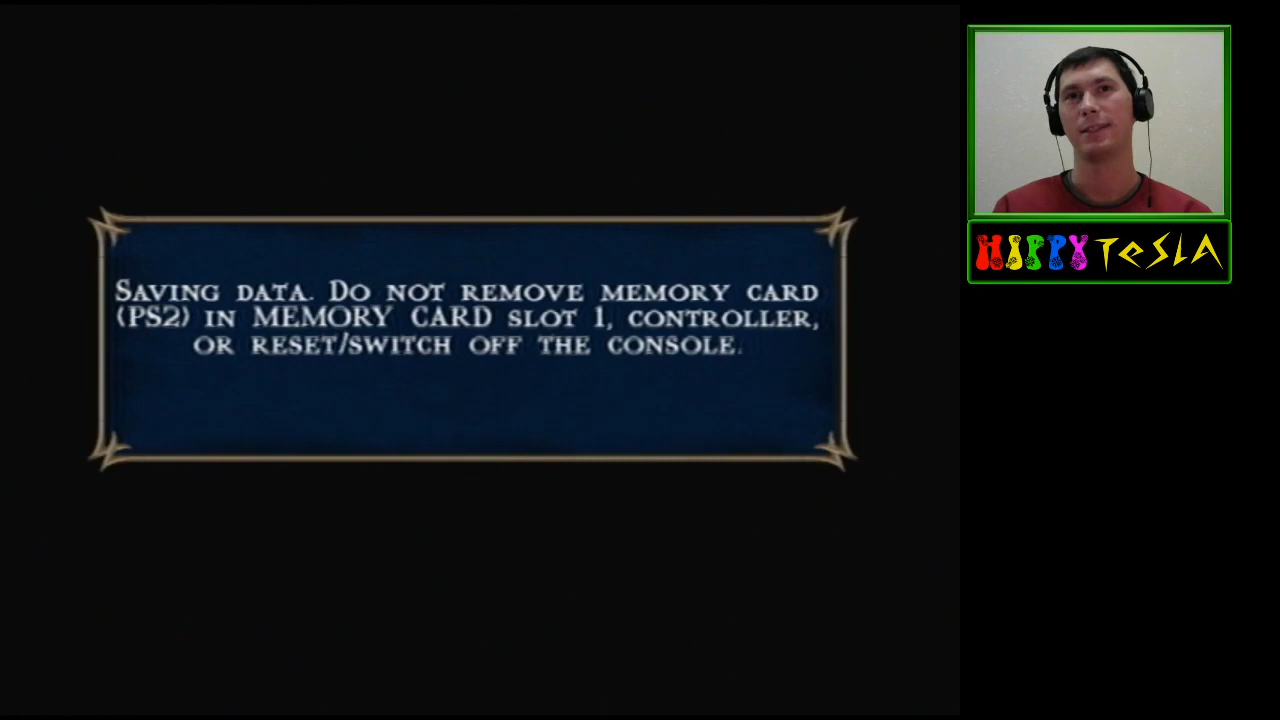 Saving data. Do not remove memory card
(PS2) in MEMORY CARD slot 1, controller,
or reset/switch off the console.
HIPPY TeSLA